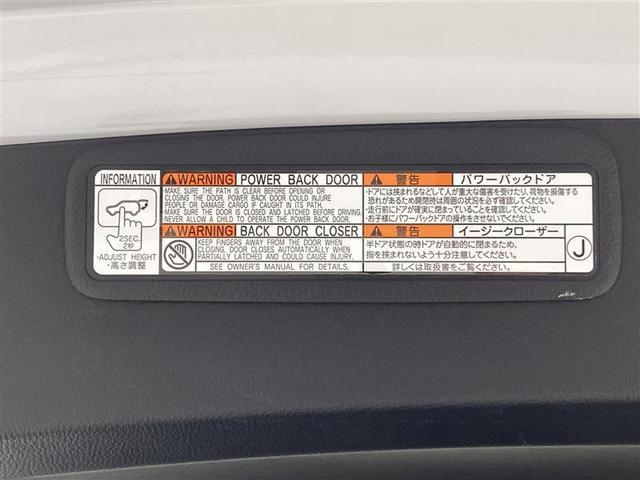 INFORMATION
2SEC.
2秒
・ADJUST HEIGHT
・高さ調整
WARNING POWER BACK DOOR
・MAKE SURE THE PATH IS CLEAR BEFORE OPENING OR
CLOSING THE DOOR. POWER BACK DOOR COULD INJURE
PEOPLE OR DAMAGE CARGO IF CAUGHT IN ITS PATH.
・MAKE SURE THE DOOR IS CLOSED AND LATCHED BEFORE DRIVING.
・NEVER ALLOW A CHILD TO OPERATE THE POWER BACK DOOR.
WARNING BACK DOOR CLOSER
KEEP FINGERS AWAY FROM THE DOOR WHEN
CLOSING. DOOR CLOSES AUTOMATICALLY WHEN
PARTIALLY LATCHED AND COULD CAUSE INJURY.
SEE OWNER'S MANUAL FOR DETAILS.
警告 パワーバックドア
・ドアには挟まれるなどして人が重大な傷害を受けたり、荷物を損傷する
恐れがあるため開閉時は周囲の状況を必ず確認してください。
・走行前にドアが確実に閉まっていることを確認してください。
・お子様にパワーバックドアの操作をさせないでください。
警告 イージークローザー
半ドア状態の時ドアが自動的に閉まるため、
指を挟まれないよう十分注意してください。
詳しくは取扱書をご覧ください。
J